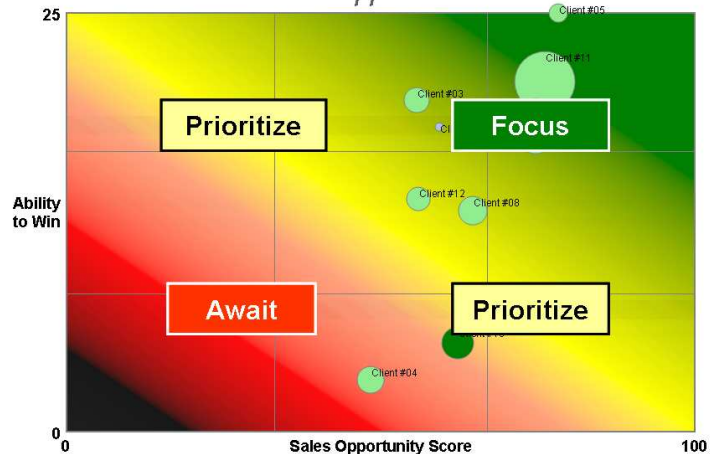 25
Client #05
Client #11
Client #03
Prioritize
Focus
Ability
to Win
Client #12
Client #08
Await
Prioritize
Client #04
0
0
Sales Opportunity Score
100